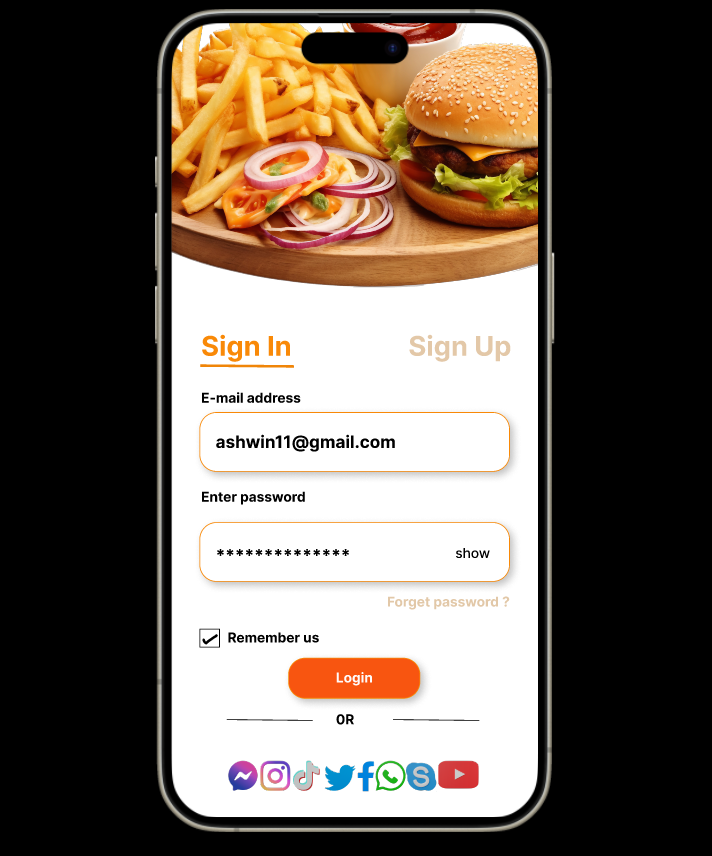 Sign In
Sign Up
E-mail address
ashwin11@gmail.com
Enter password
**************
show
Forget password ?
Remember us
Login
OR